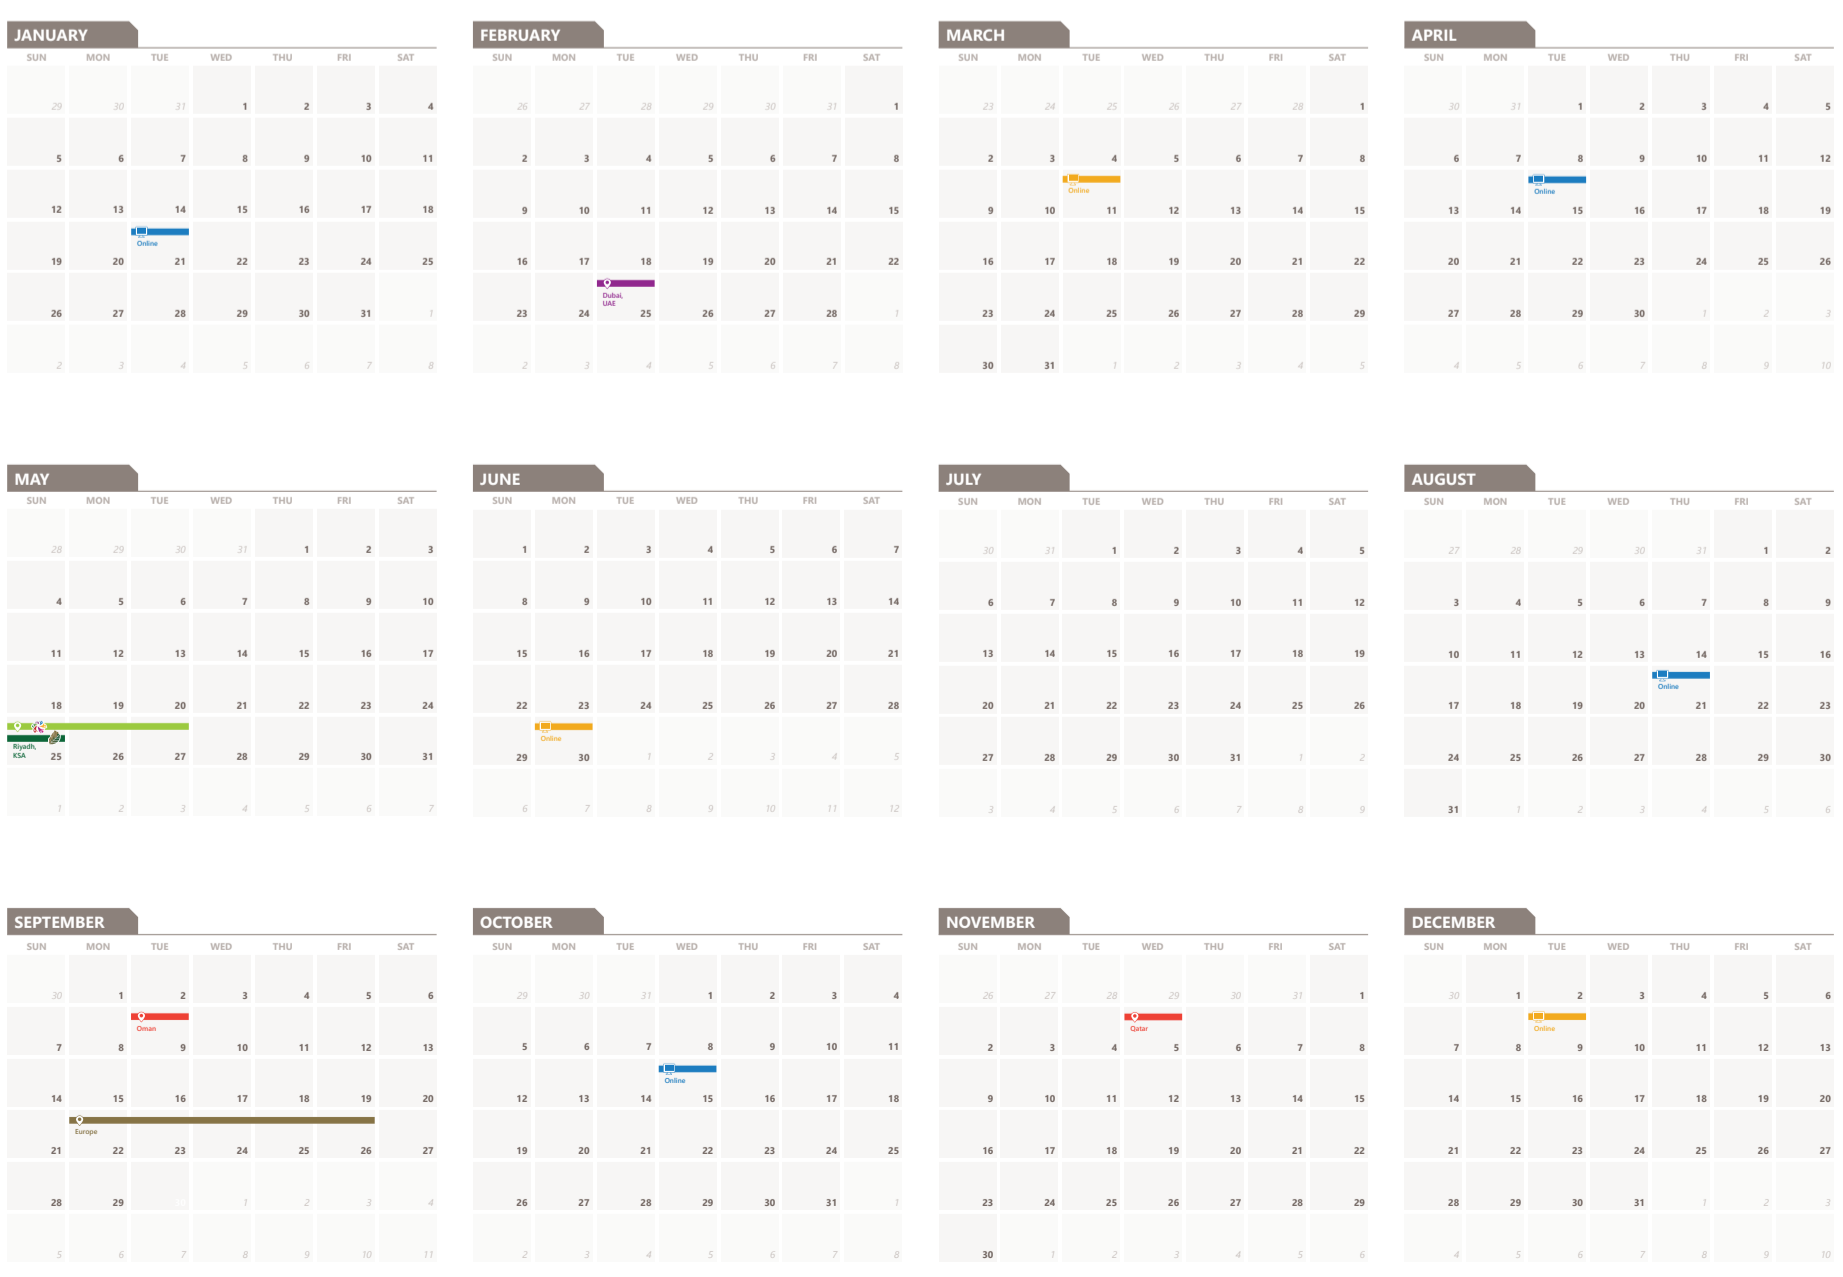 JANUARY
SUN MON TUE WED THU FRI SAT
29 30 31 1 2 3 4
5 6 7 8 9 10 11
12 13 14 15 16 17 18
Online
19 20 21 22 23 24 25
26 27 28 29 30 31 1
2 3 4 5 6 7 8
FEBRUARY
SUN MON TUE WED THU FRI SAT
26 27 28 29 30 31 1
2 3 4 5 6 7 8
9 10 11 12 13 14 15
16 17 18 19 20 21 22
Dubai,
UAE
23 24 25 26 27 28 1
2 3 4 5 6 7 8
MARCH
SUN MON TUE WED THU FRI SAT
23 24 25 26 27 28 1
2 3 4 5 6 7 8
Online
9 10 11 12 13 14 15
16 17 18 19 20 21 22
23 24 25 26 27 28 29
30 31 1 2 3 4 5
APRIL
SUN MON TUE WED THU FRI SAT
30 31 1 2 3 4 5
6 7 8 9 10 11 12
Online
13 14 15 16 17 18 19
20 21 22 23 24 25 26
27 28 29 30 1 2 3
4 5 6 7 8 9 10
MAY
SUN MON TUE WED THU FRI SAT
28 29 30 31 1 2 3
4 5 6 7 8 9 10
11 12 13 14 15 16 17
18 19 20 21 22 23 24
Riyadh,
KSA
25 26 27 28 29 30 31
1 2 3 4 5 6 7
JUNE
SUN MON TUE WED THU FRI SAT
1 2 3 4 5 6 7
8 9 10 11 12 13 14
15 16 17 18 19 20 21
22 23 24 25 26 27 28
Online
29 30 1 2 3 4 5
6 7 8 9 10 11 12
JULY
SUN MON TUE WED THU FRI SAT
30 31 1 2 3 4 5
6 7 8 9 10 11 12
13 14 15 16 17 18 19
20 21 22 23 24 25 26
27 28 29 30 31 1 2
3 4 5 6 7 8 9
AUGUST
SUN MON TUE WED THU FRI SAT
27 28 29 30 31 1 2
3 4 5 6 7 8 9
10 11 12 13 14 15 16
Online
17 18 19 20 21 22 23
24 25 26 27 28 29 30
31 1 2 3 4 5 6
SEPTEMBER
SUN MON TUE WED THU FRI SAT
30 1 2 3 4 5 6
Oman
7 8 9 10 11 12 13
14 15 16 17 18 19 20
Europe
21 22 23 24 25 26 27
28 29 30 1 2 3 4
5 6 7 8 9 10 11
OCTOBER
SUN MON TUE WED THU FRI SAT
29 30 31 1 2 3 4
5 6 7 8 9 10 11
Online
12 13 14 15 16 17 18
19 20 21 22 23 24 25
26 27 28 29 30 31 1
2 3 4 5 6 7 8
NOVEMBER
SUN MON TUE WED THU FRI SAT
26 27 28 29 30 31 1
Qatar
2 3 4 5 6 7 8
9 10 11 12 13 14 15
16 17 18 19 20 21 22
23 24 25 26 27 28 29
30 1 2 3 4 5 6
DECEMBER
SUN MON TUE WED THU FRI SAT
30 1 2 3 4 5 6
Online
7 8 9 10 11 12 13
14 15 16 17 18 19 20
21 22 23 24 25 26 27
28 29 30 31 1 2 3
4 5 6 7 8 9 10